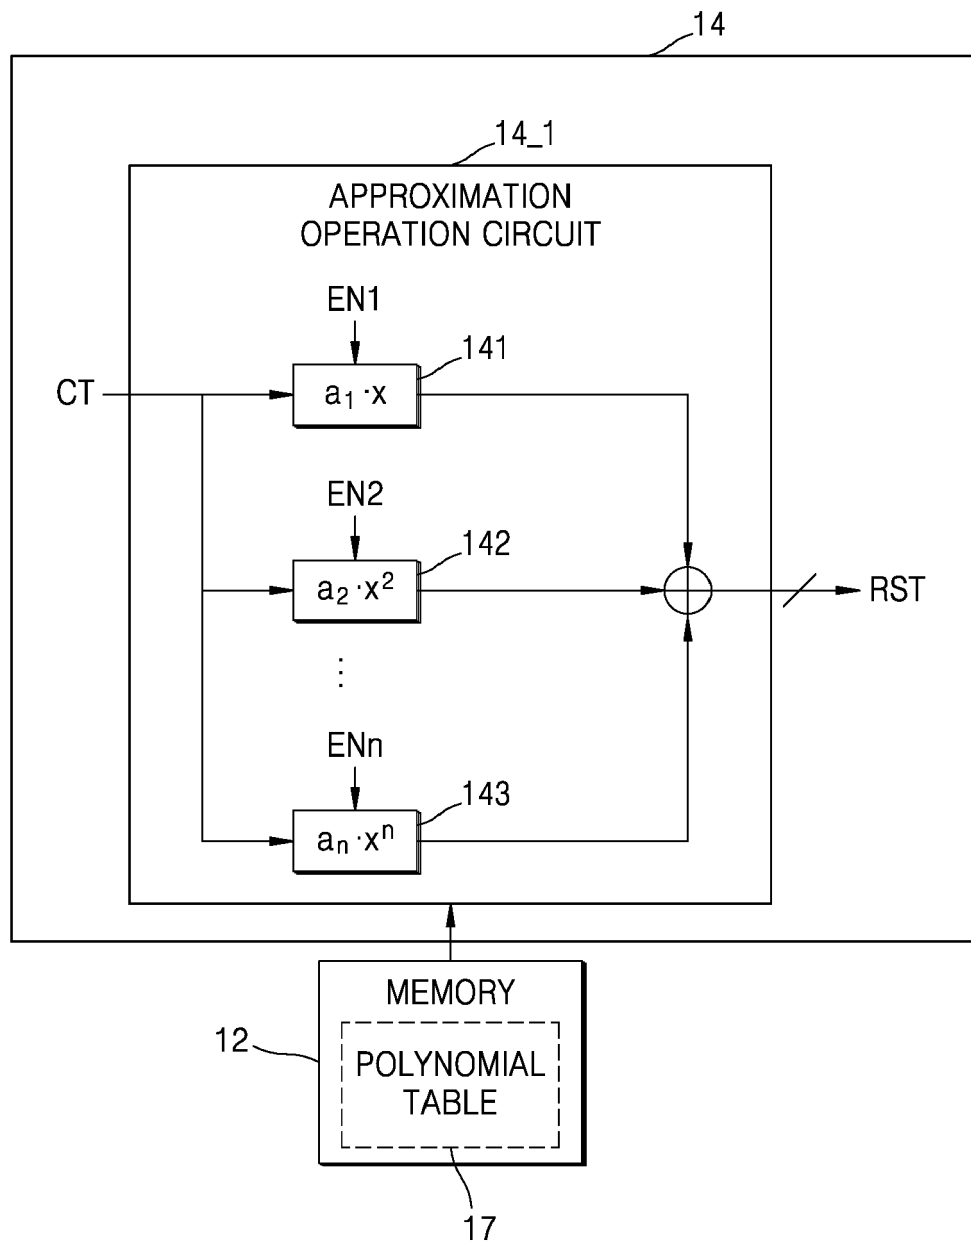 14
14_1
APPROXIMATION
OPERATION CIRCUIT
EN1
141
CT
a₁·x
EN2
142
a₂·x²
RST
⋮
ENn
143
aₙ·xⁿ
MEMORY
12
POLYNOMIAL
TABLE
17